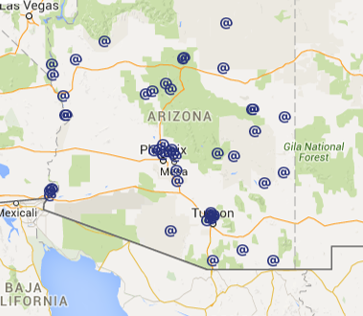 Las Vegas
ARIZONA
Phoenix
Mesa
Gila National
Forest
Tucson
Mexicali
BAJA
CALIFORNIA